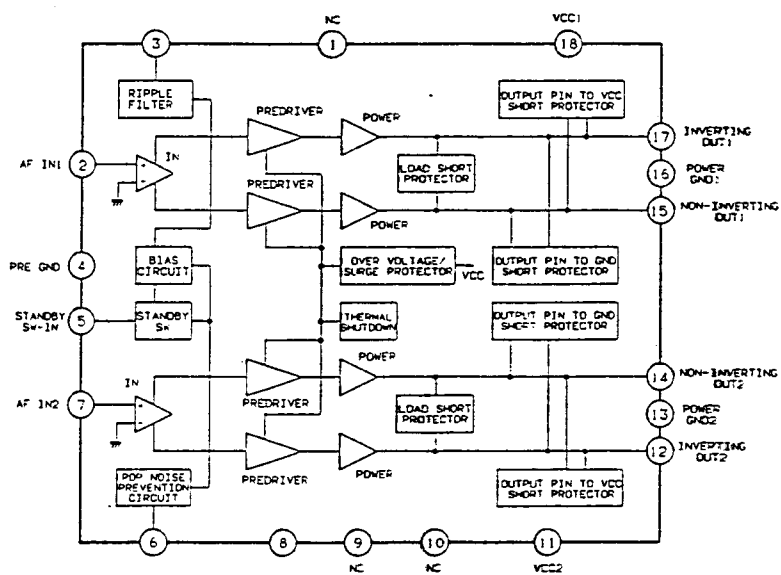 NC
VCC1
3
1
18
RIPPLE
FILTER
PREDRIVER
POWER
OUTPUT PIN TO VCC
SHORT PROTECTOR
17
INVERTING
OUT1
AF IN1
2
+
-
IN
LOAD SHORT
PROTECTOR
16
POWER
GND1
PREDRIVER
POWER
15
NON-INVERTING
OUT1
PRE GND
4
BIAS
CIRCUIT
OVER VOLTAGE/
SURGE PROTECTOR
VCC
OUTPUT PIN TO GND
SHORT PROTECTOR
STANDBY
SW-IN
5
STANDBY
SW
THERMAL
SHUTDOWN
OUTPUT PIN TO GND
SHORT PROTECTOR
POWER
IN
14
NON-INVERTING
OUT2
AF IN2
7
+
-
PREDRIVER
LOAD SHORT
PROTECTOR
13
POWER
GND2
12
INVERTING
OUT2
POP NOISE
PREVENTION
CIRCUIT
PREDRIVER
POWER
OUTPUT PIN TO VCC
SHORT PROTECTOR
6
8
9
10
11
NC
NC
VCC2